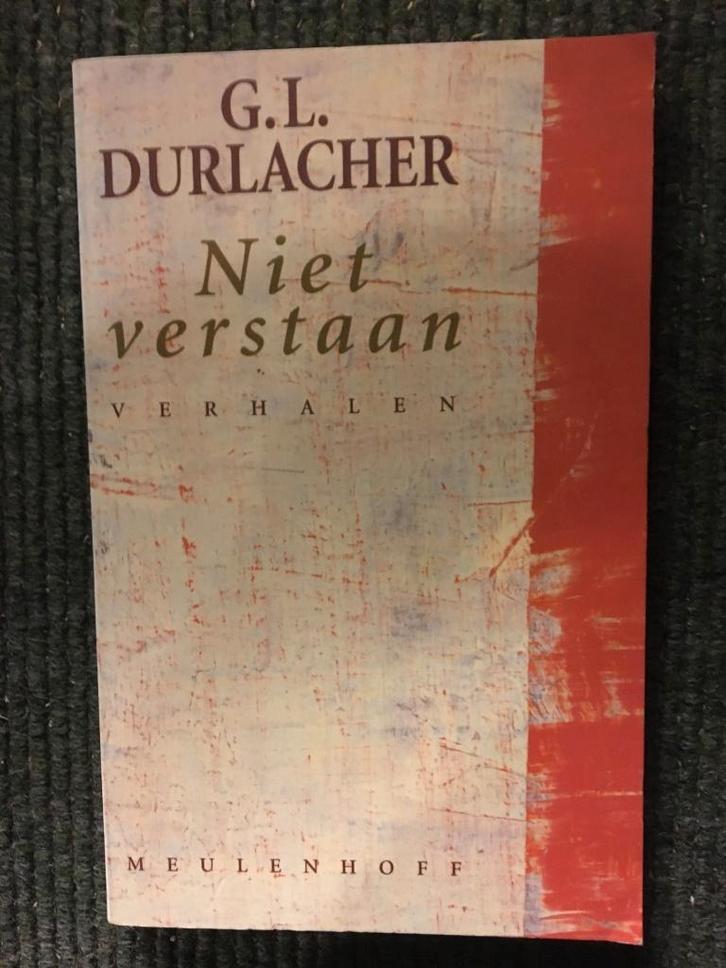 G.L.
DURLACHER
Niet
verstaan
VERHALEN
MEULENHOFF